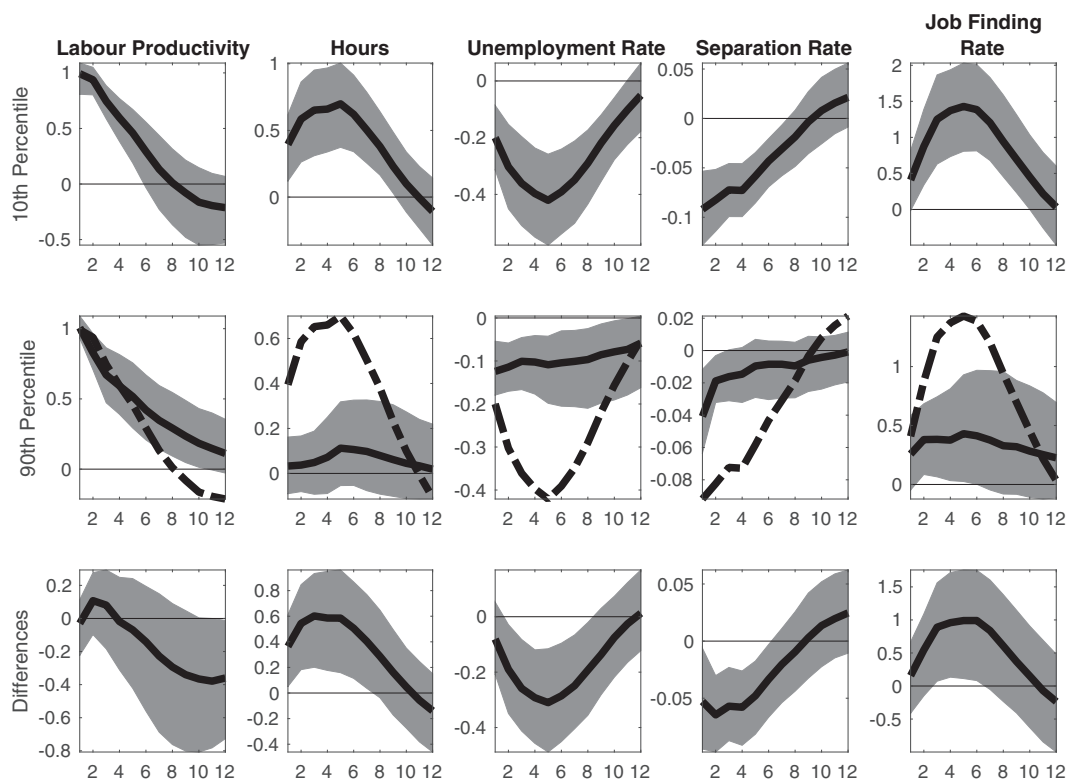 Labour Productivity Hours Unemployment Rate Separation Rate Job Finding
Rate
10th Percentile
1 0.5 0 -0.5
2 4 6 8 10 12
1 0.5 0
2 4 6 8 10 12
0 -0.2 -0.4
2 4 6 8 10 12
0.05 0 -0.05 -0.1
2 4 6 8 10 12
2 1.5 1 0.5 0
2 4 6 8 10 12
90th Percentile
1 0.5 0
2 4 6 8 10 12
0.6 0.4 0.2 0
2 4 6 8 10 12
0 -0.1 -0.2 -0.3 -0.4
2 4 6 8 10 12
0.02 0 -0.02 -0.04 -0.06 -0.08
2 4 6 8 10 12
1 0.5 0
2 4 6 8 10 12
Differences
0.2 0 -0.2 -0.4 -0.6 -0.8
2 4 6 8 10 12
0.8 0.6 0.4 0.2 0 -0.2 -0.4
2 4 6 8 10 12
0 -0.2 -0.4
2 4 6 8 10 12
0.05 0 -0.05
2 4 6 8 10 12
1.5 1 0.5 0 -0.5
2 4 6 8 10 12